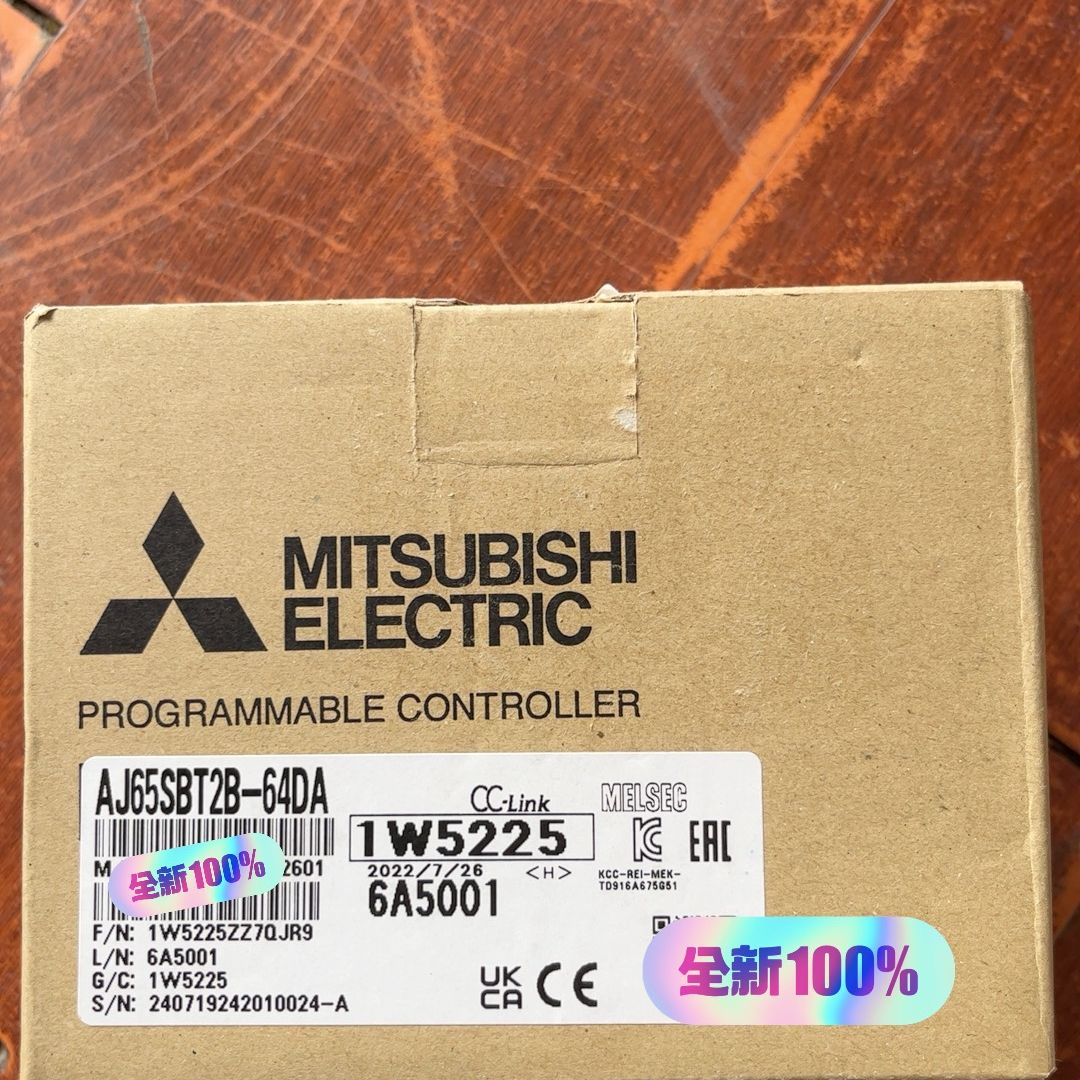 MITSUBISHI
ELECTRIC
PROGRAMMABLE CONTROLLER
AJ65SBT2B-64DA
CC-Link
MELSEC
1W5225
2022/7/26 <H>
6A5001
KCC-REI-MEK-
TD916A675G51
EAC
全新100%
F/N: 1W5225ZZ7QJR9
L/N: 6A5001
G/C: 1W5225
S/N: 240719242010024-A
UK
CA
CE
全新100%